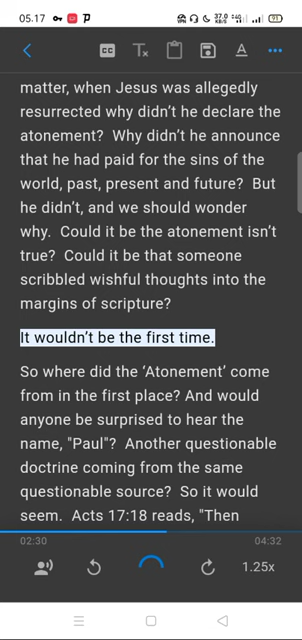 05.17
37.0 KB/s
91
CC
matter, when Jesus was allegedly
resurrected why didn't he declare the
atonement?  Why didn't he announce
that he had paid for the sins of the
world, past, present and future?  But
he didn't, and we should wonder
why.  Could it be the atonement isn't
true?  Could it be that someone
scribbled wishful thoughts into the
margins of scripture?
It wouldn't be the first time.
So where did the 'Atonement' come
from in the first place? And would
anyone be surprised to hear the
name, "Paul"?  Another questionable
doctrine coming from the same
questionable source?  So it would
seem.  Acts 17:18 reads, "Then
02:30 04:32
1.25x